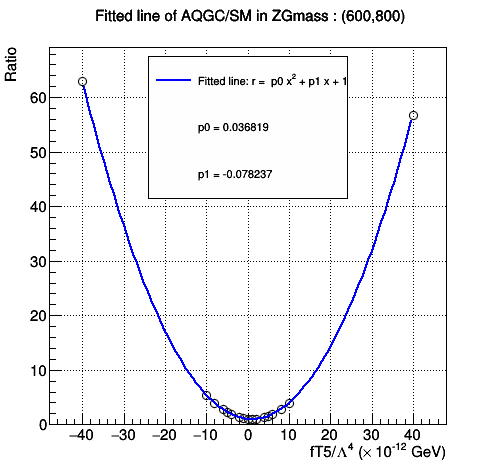 Fitted line of AQGC/SM in ZGmass : (600,800)
Ratio
Fitted line: r = p0 x² + p1 x + 1
p0 = 0.036819
p1 = -0.078237
60
50
40
30
20
10
0
−40 −30 −20 −10 0 10 20 30 40
fT5/Λ⁴ (× 10⁻¹² GeV)